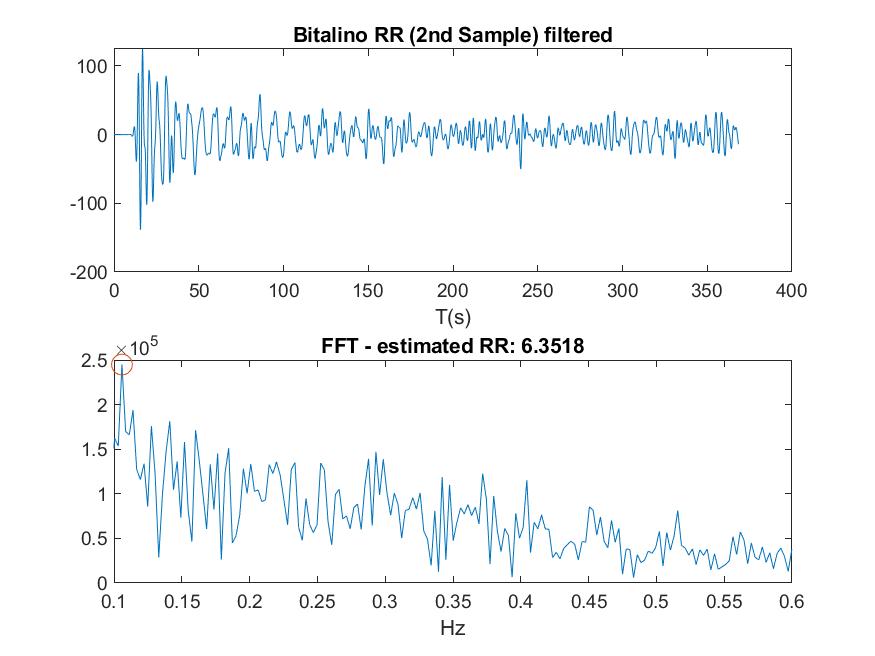 Bitalino RR (2nd Sample) filtered
100
0
-100
-200
0 50 100 150 200 250 300 350 400
T(s)
×10^5
FFT - estimated RR: 6.3518
2.5
2
1.5
1
0.5
0
0.1 0.15 0.2 0.25 0.3 0.35 0.4 0.45 0.5 0.55 0.6
Hz